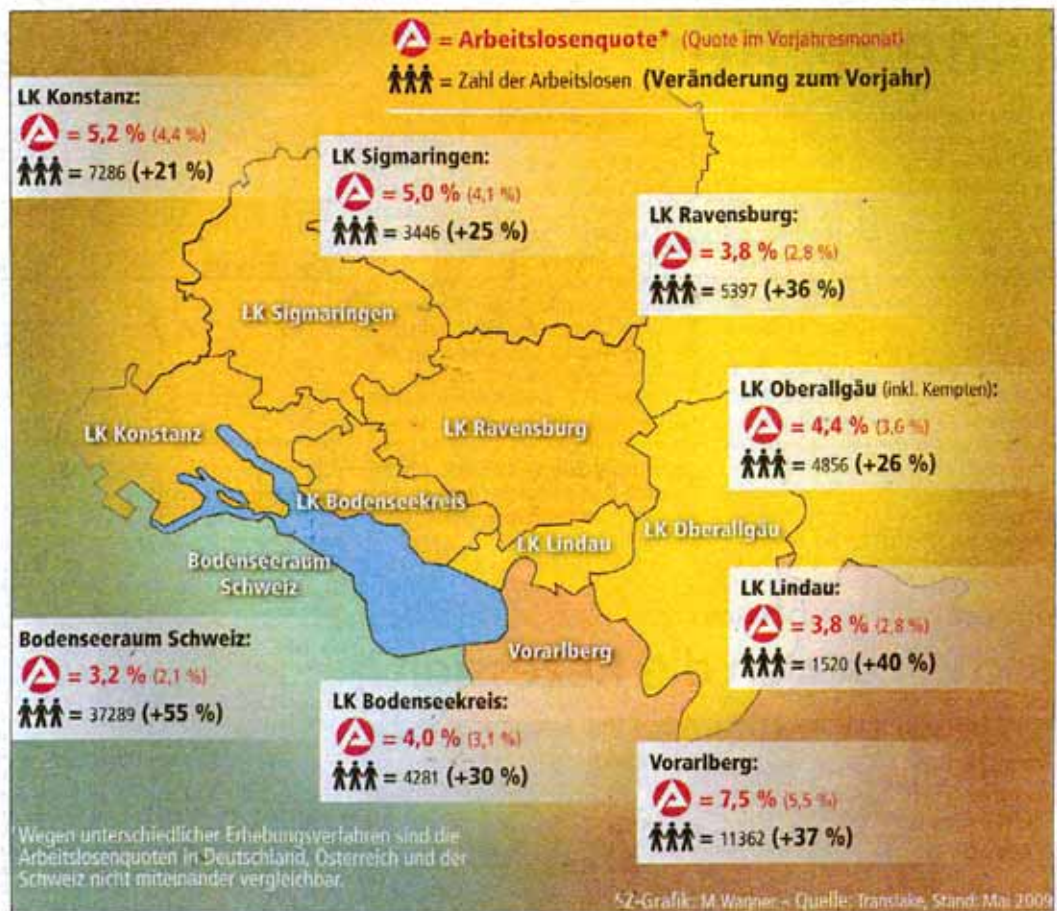 = Arbeitslosenquote* (Quote im Vorjahresmonat)
= Zahl der Arbeitslosen (Veränderung zum Vorjahr)
LK Konstanz:
= 5,2 % (4,4 %)
= 7286 (+21 %)
LK Sigmaringen:
= 5,0 % (4,1 %)
= 3446 (+25 %)
LK Ravensburg:
= 3,8 % (2,8 %)
= 5397 (+36 %)
LK Sigmaringen
LK Oberallgäu (inkl. Kempten):
= 4,4 % (3,6 %)
= 4856 (+26 %)
LK Konstanz
LK Ravensburg
LK Bodenseekreis
LK Lindau
LK Oberallgäu
Bodenseeraum
Schweiz
Vorarlberg
LK Lindau:
= 3,8 % (2,8 %)
= 1520 (+40 %)
Bodenseeraum Schweiz:
= 3,2 % (2,1 %)
= 37289 (+55 %)
LK Bodenseekreis:
= 4,0 % (3,1 %)
= 4281 (+30 %)
Vorarlberg:
= 7,5 % (5,5 %)
= 11362 (+37 %)
*Wegen unterschiedlicher Erhebungsverfahren sind die
Arbeitslosenquoten in Deutschland, Österreich und der
Schweiz nicht miteinander vergleichbar.
SZ-Grafik: M. Wagner – Quelle: Translake, Stand: Mai 2009